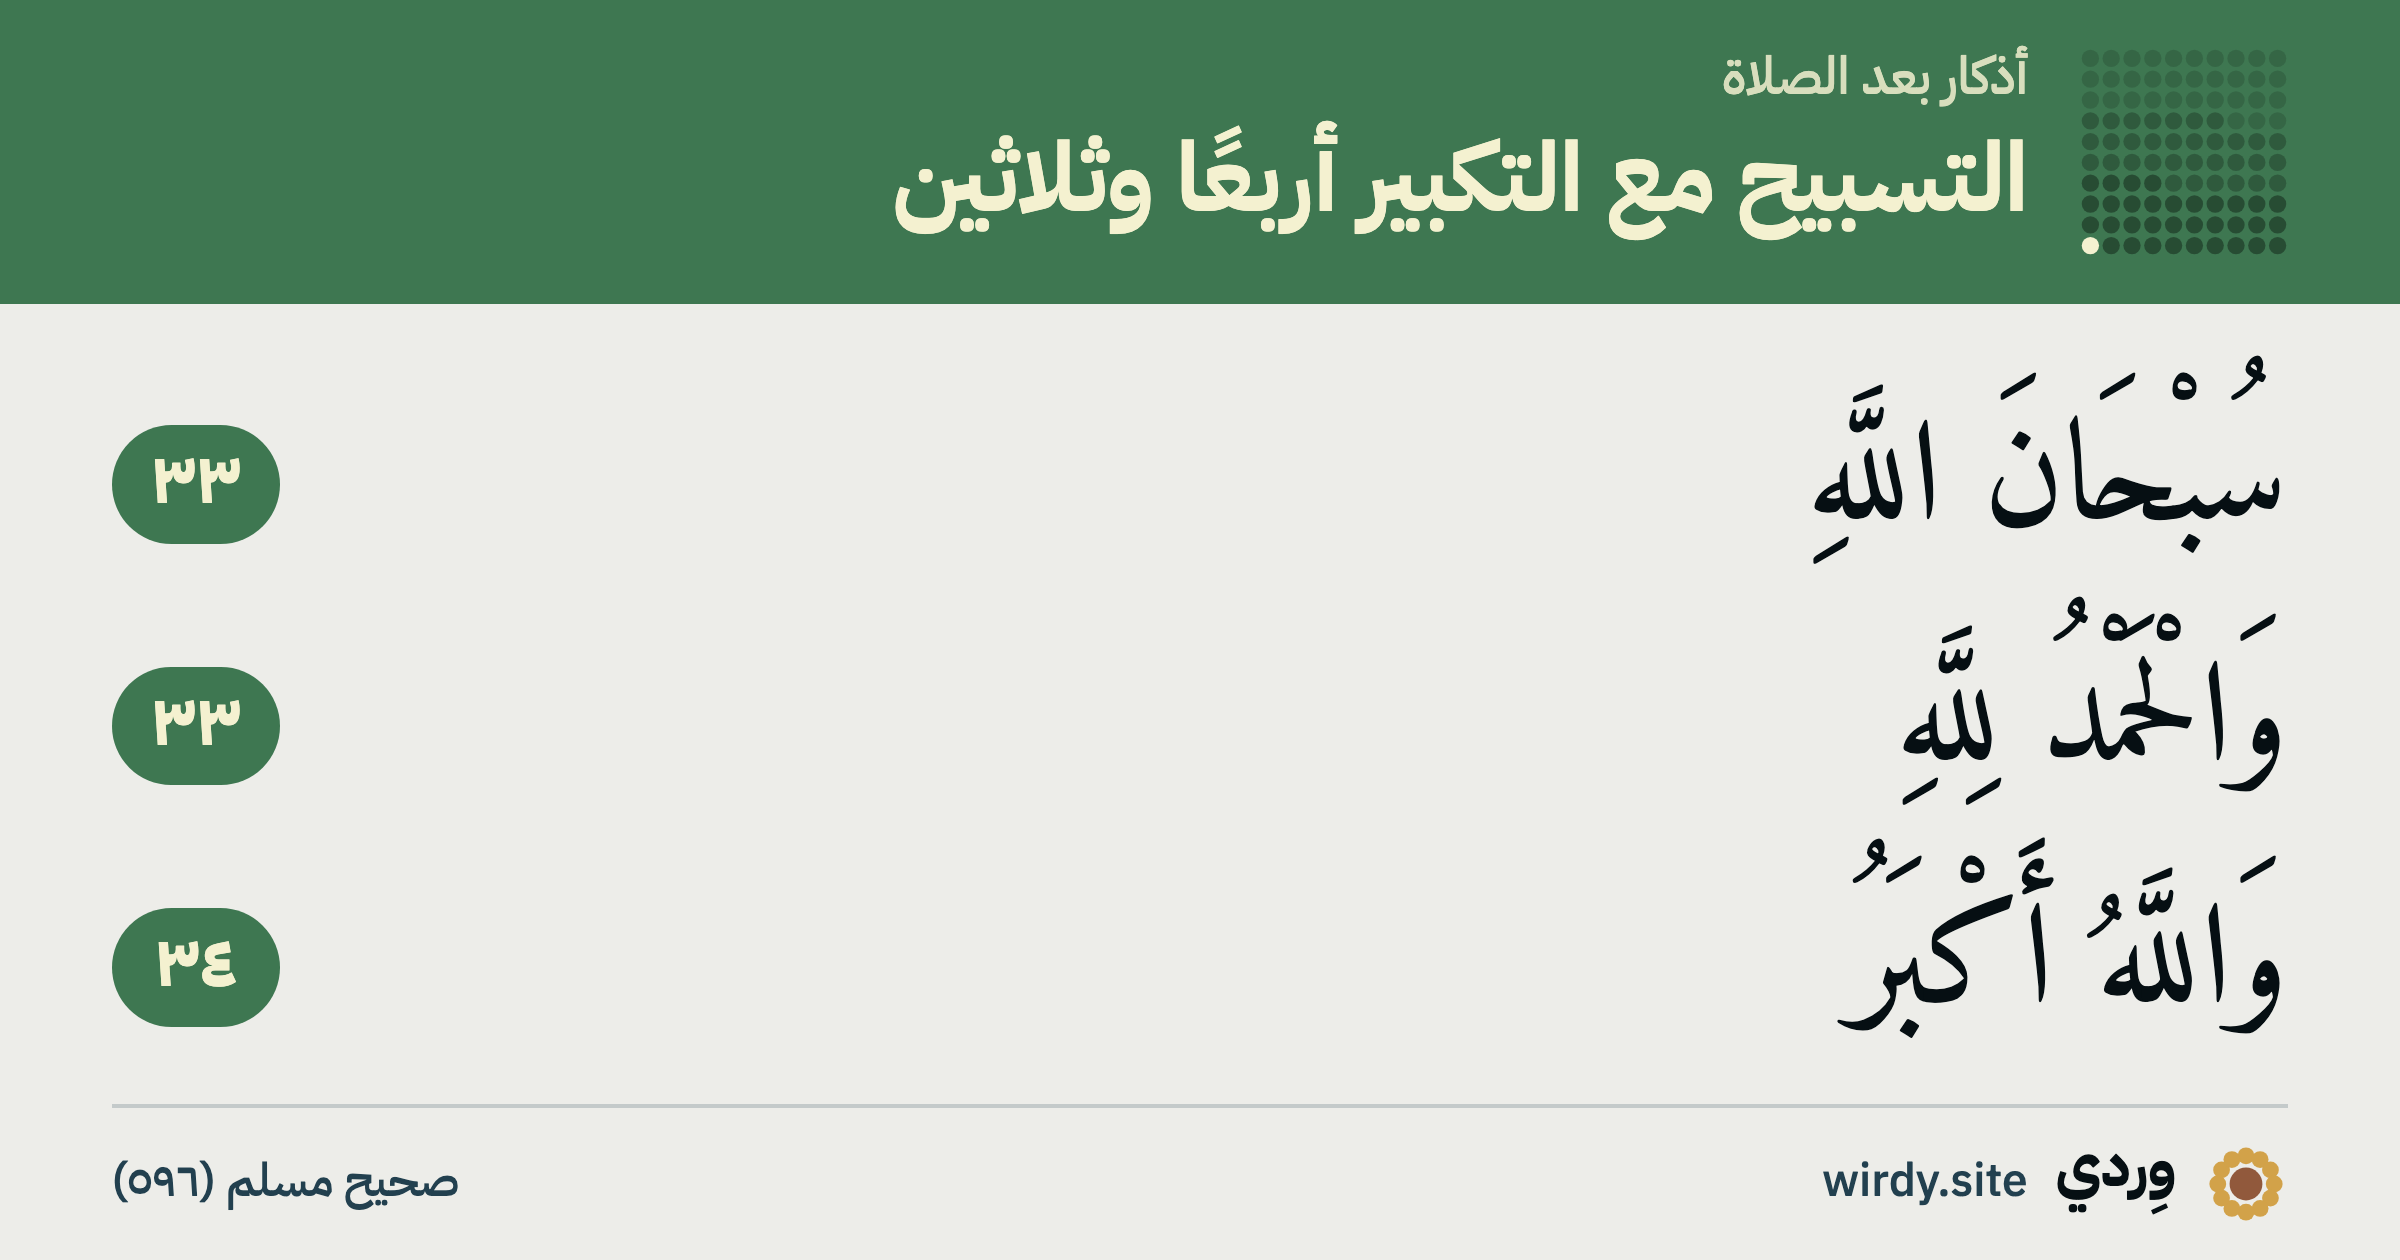 أذكار بعد الصلاة
التسبيح مع التكبير أربعًا وثلاثين
سُبْحَانَ اللَّهِ ٣٣
وَالْحَمْدُ لِلَّهِ ٣٣
وَاللَّهُ أَكْبَرُ ٣٤
وِردي wirdy.site صحيح مسلم (٥٩٦)